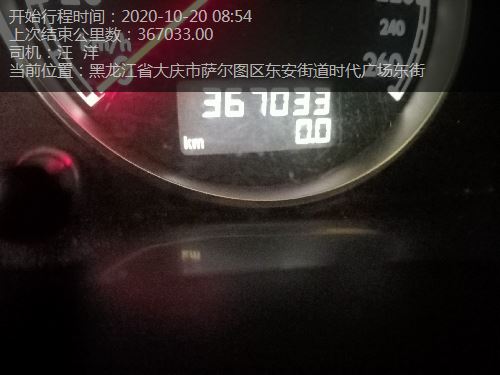 开始行程时间：2020-10-20 08:54
上次结束公里数：367033.00
司机：汪  洋
当前位置：黑龙江省大庆市萨尔图区东安街道时代广场东街
240
260
km/h
367033
0.0
km